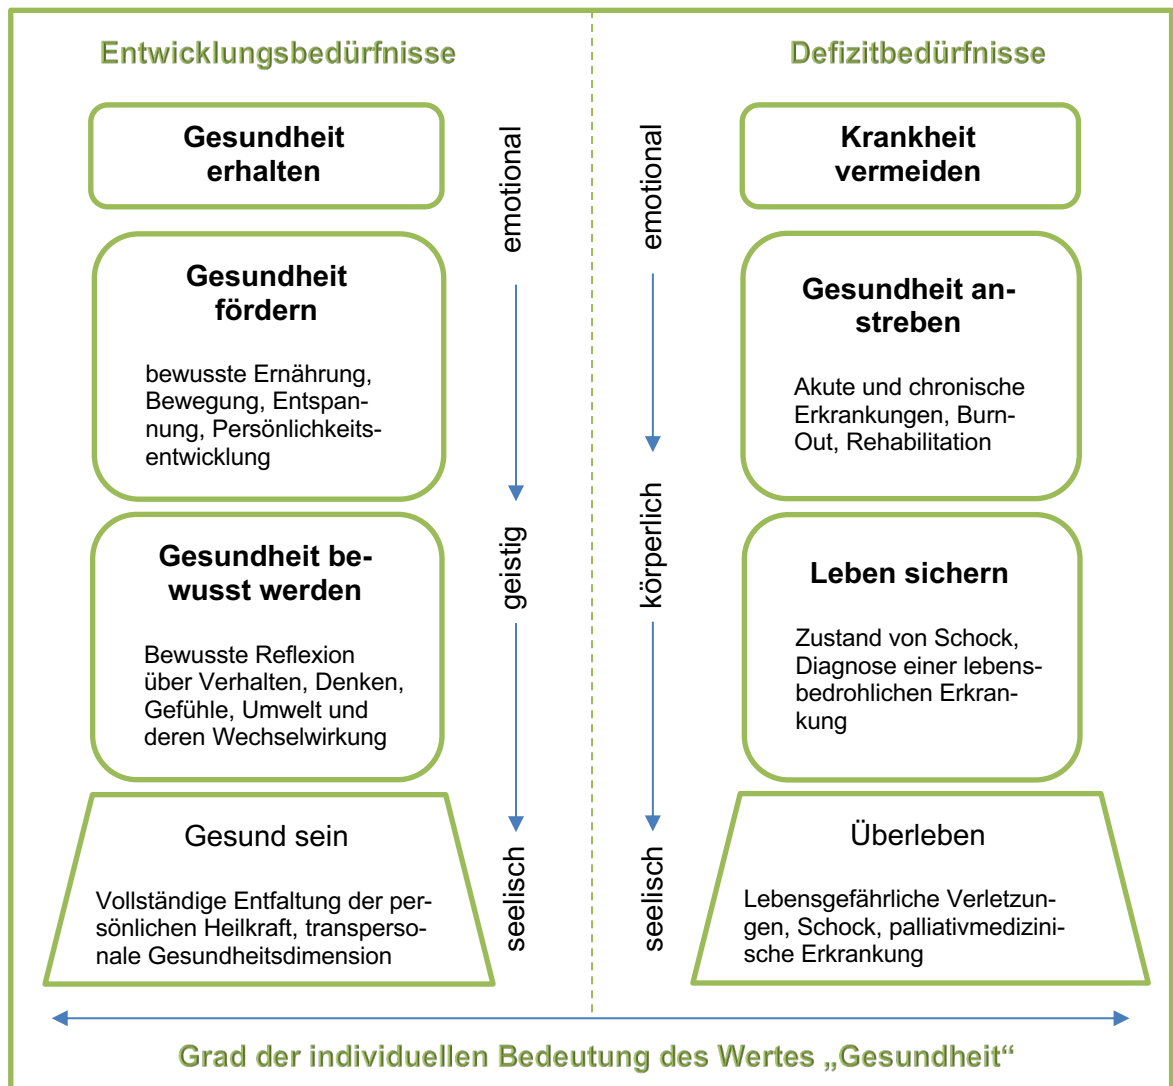 Entwicklungsbedürfnisse
Gesundheit
erhalten
Gesundheit
fördern
bewusste Ernährung,
Bewegung, Entspan-
nung, Persönlichkeits-
entwicklung
Gesundheit be-
wusst werden
Bewusste Reflexion
über Verhalten, Denken,
Gefühle, Umwelt und
deren Wechselwirkung
Gesund sein
Vollständige Entfaltung der per-
sönlichen Heilkraft, transperso-
nale Gesundheitsdimension
emotional
geistig
seelisch
Defizitbedürfnisse
emotional
körperlich
seelisch
Krankheit
vermeiden
Gesundheit an-
streben
Akute und chronische
Erkrankungen, Burn-
Out, Rehabilitation
Leben sichern
Zustand von Schock,
Diagnose einer lebens-
bedrohlichen Erkran-
kung
Überleben
Lebensgefährliche Verletzun-
gen, Schock, palliativmedizini-
sche Erkrankung
Grad der individuellen Bedeutung des Wertes „Gesundheit“